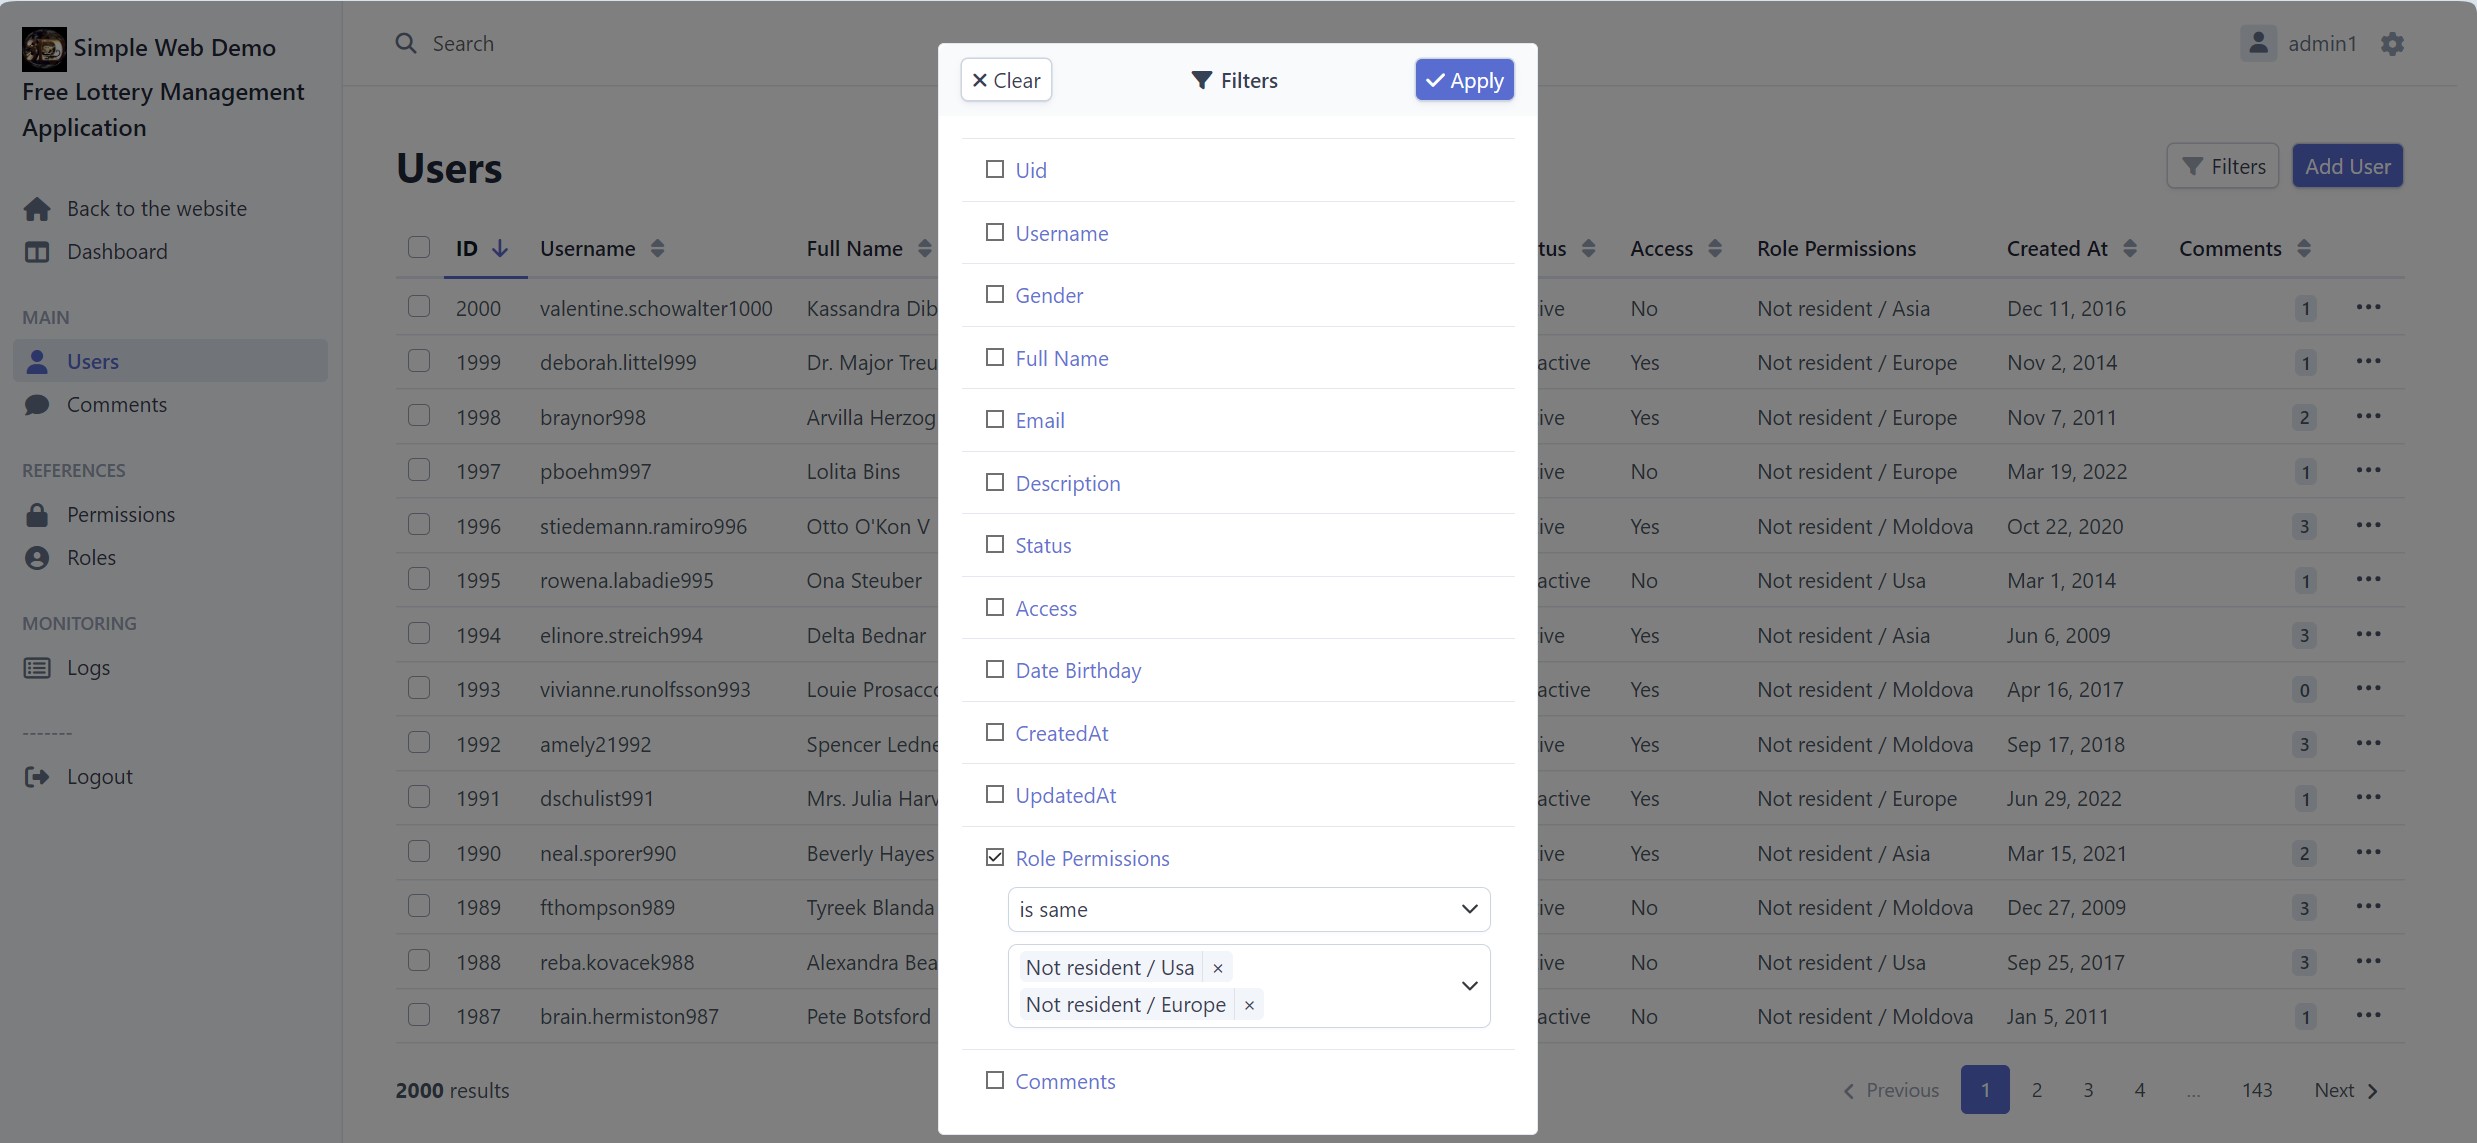 Simple Web Demo
Free Lottery Management
Application
Back to the website
Dashboard
MAIN
Users
Comments
REFERENCES
Permissions
Roles
MONITORING
Logs
-------
Logout
Search
admin1
Users
Filters
Add User
ID Username Full Name tus Access Role Permissions Created At Comments
2000 valentine.schowalter1000 Kassandra Dib ive No Not resident / Asia Dec 11, 2016 1 •••
1999 deborah.littel999 Dr. Major Treu active Yes Not resident / Europe Nov 2, 2014 1 •••
1998 braynor998 Arvilla Herzog ive Yes Not resident / Europe Nov 7, 2011 2 •••
1997 pboehm997 Lolita Bins ive No Not resident / Europe Mar 19, 2022 1 •••
1996 stiedemann.ramiro996 Otto O'Kon V ive Yes Not resident / Moldova Oct 22, 2020 3 •••
1995 rowena.labadie995 Ona Steuber active No Not resident / Usa Mar 1, 2014 1 •••
1994 elinore.streich994 Delta Bednar ive Yes Not resident / Asia Jun 6, 2009 3 •••
1993 vivianne.runolfsson993 Louie Prosacco active Yes Not resident / Moldova Apr 16, 2017 0 •••
1992 amely21992 Spencer Ledne ive Yes Not resident / Moldova Sep 17, 2018 3 •••
1991 dschulist991 Mrs. Julia Harv active Yes Not resident / Europe Jun 29, 2022 1 •••
1990 neal.sporer990 Beverly Hayes ive Yes Not resident / Asia Mar 15, 2021 2 •••
1989 fthompson989 Tyreek Blanda ive No Not resident / Moldova Dec 27, 2009 3 •••
1988 reba.kovacek988 Alexandra Bea ive No Not resident / Usa Sep 25, 2017 3 •••
1987 brain.hermiston987 Pete Botsford active No Not resident / Moldova Jan 5, 2011 1 •••
2000 results
Previous 1 2 3 4 ... 143 Next
Clear Filters Apply
Uid
Username
Gender
Full Name
Email
Description
Status
Access
Date Birthday
CreatedAt
UpdatedAt
Role Permissions
is same
Not resident / Usa ×
Not resident / Europe ×
Comments